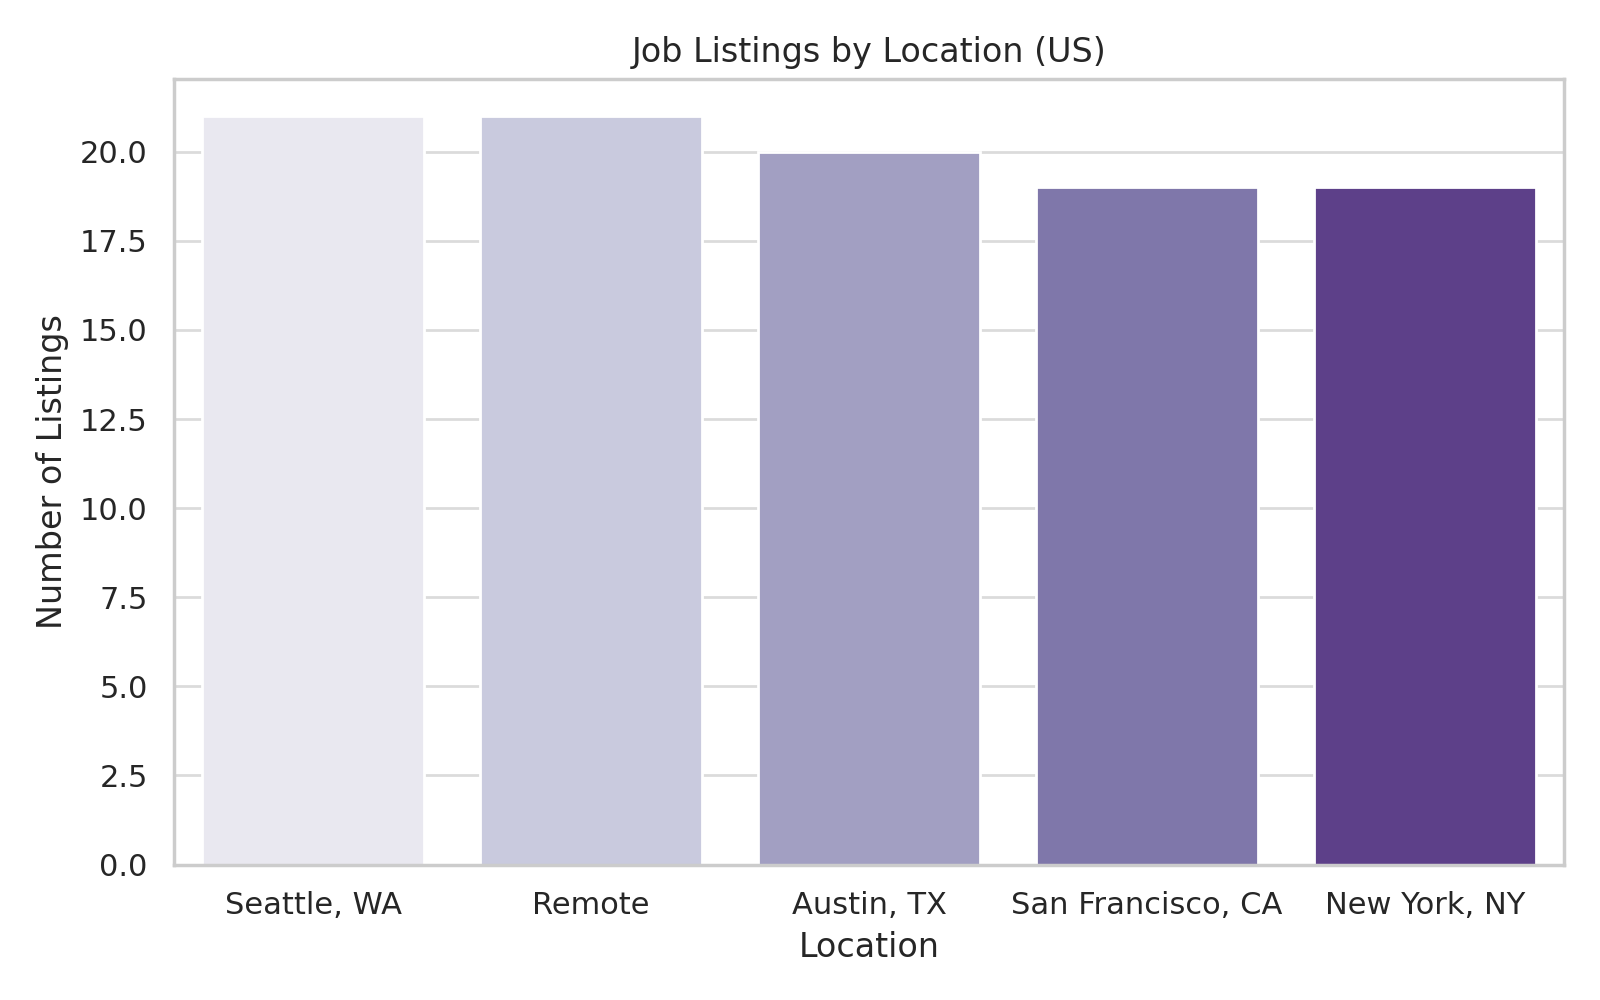 Job Listings by Location (US)
Number of Listings
20.0
17.5
15.0
12.5
10.0
7.5
5.0
2.5
0.0
Seattle, WA
Remote
Austin, TX
San Francisco, CA
New York, NY
Location